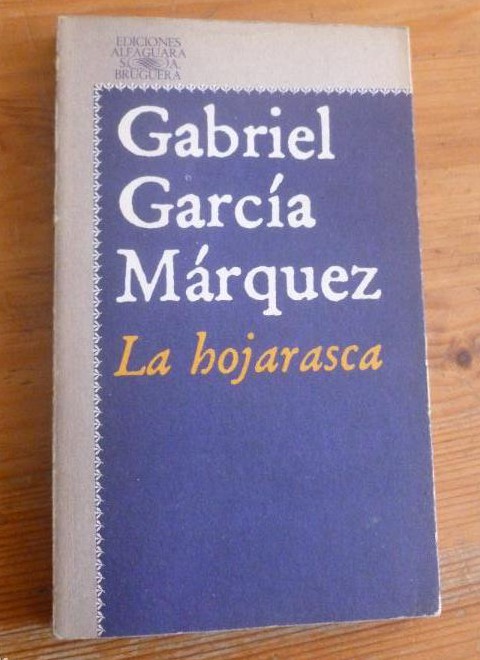 EDICIONES
ALFAGUARA
S. A.
BRUGUERA
Gabriel
García
Márquez
La hojarasca